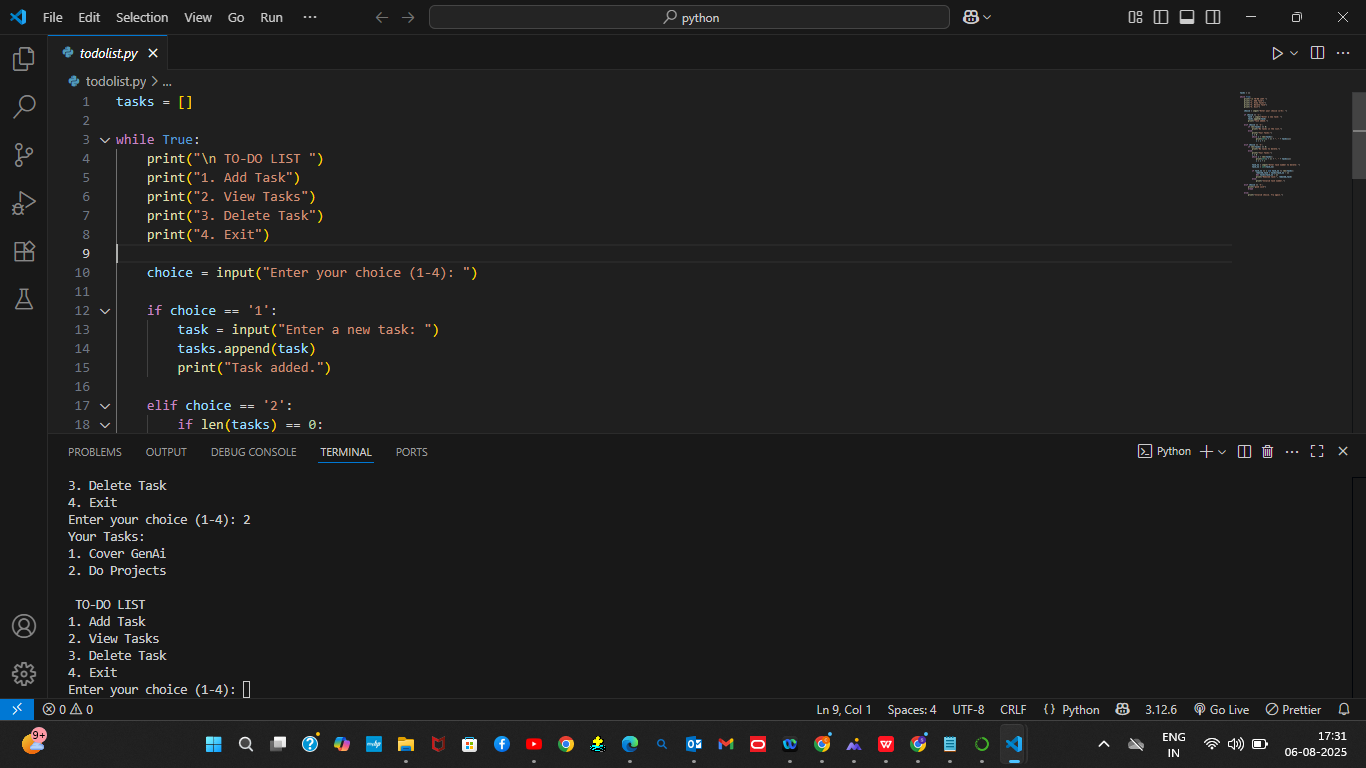 File Edit Selection View Go Run ··· python
todolist.py
todolist.py > ...
1 tasks = []
2
3 while True:
4 print("\n TO-DO LIST ")
5 print("1. Add Task")
6 print("2. View Tasks")
7 print("3. Delete Task")
8 print("4. Exit")
9
10 choice = input("Enter your choice (1-4): ")
11
12 if choice == '1':
13 task = input("Enter a new task: ")
14 tasks.append(task)
15 print("Task added.")
16
17 elif choice == '2':
18 if len(tasks) == 0:
PROBLEMS OUTPUT DEBUG CONSOLE TERMINAL PORTS Python
3. Delete Task
4. Exit
Enter your choice (1-4): 2
Your Tasks:
1. Cover GenAi
2. Do Projects
TO-DO LIST
1. Add Task
2. View Tasks
3. Delete Task
4. Exit
Enter your choice (1-4):
0 0 Ln 9, Col 1 Spaces: 4 UTF-8 CRLF {} Python 3.12.6 Go Live Prettier
9+ ENG 17:31
IN 06-08-2025